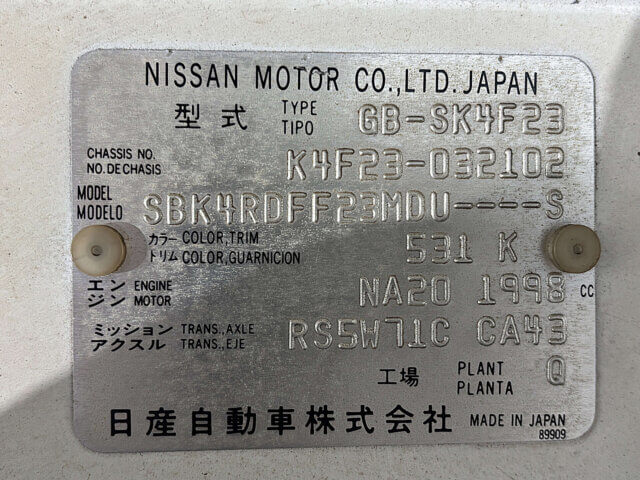 NISSAN MOTOR CO.,LTD. JAPAN
型式 TYPE TIPO GB-SK4F23
CHASSIS NO. NO. DE CHASIS K4F23-032102
MODEL MODELO SBK4RDFF23MDU----S
カラー COLOR,TRIM
トリム COLOR,GUARNICION 531 K
エンジン ENGINE MOTOR NA20 1998 CC
ミッション TRANS.,AXLE
アクスル TRANS.,EJE RS5W71C CA43
工場 PLANT PLANTA Q
日産自動車株式会社 MADE IN JAPAN
89909